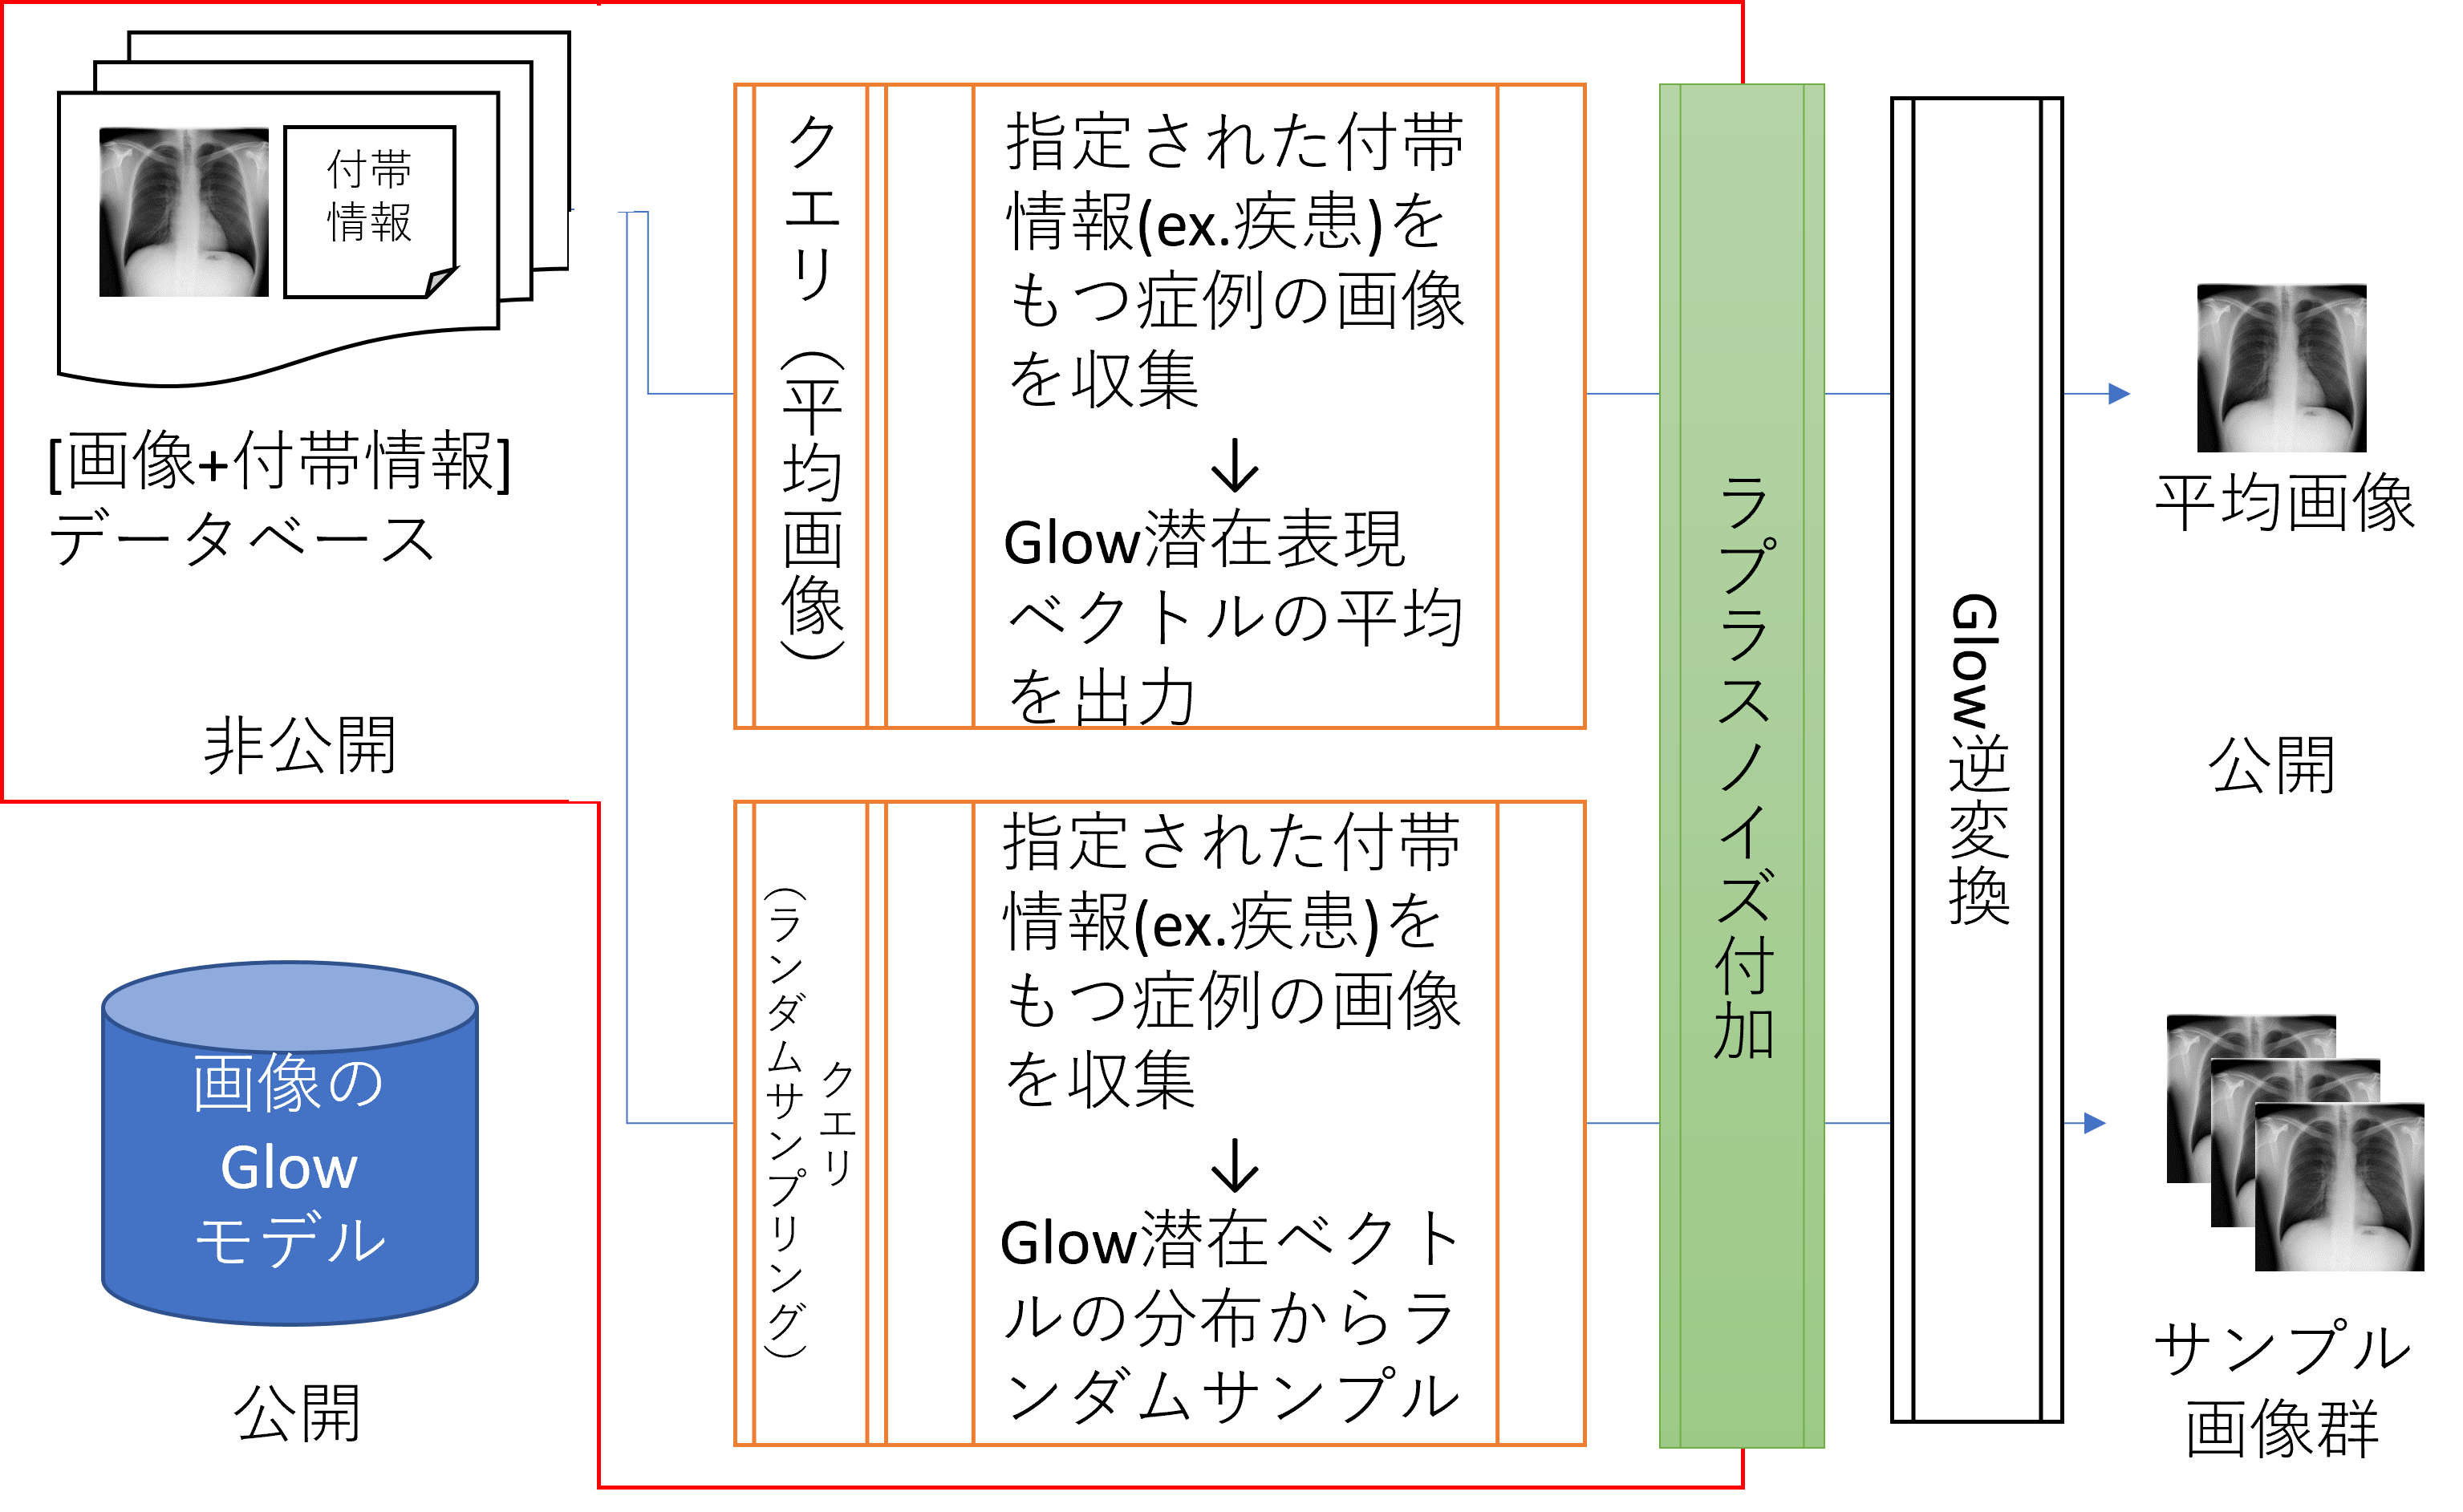 付帯
情報
[画像+付帯情報]
データベース
非公開
画像の
Glow
モデル
公開
クエリ(平均画像)
指定された付帯
情報(ex.疾患)を
もつ症例の画像
を収集
↓
Glow潜在表現
ベクトルの平均
を出力
クエリ
(ランダムサンプリング)
指定された付帯
情報(ex.疾患)を
もつ症例の画像
を収集
↓
Glow潜在ベクト
ルの分布からラ
ンダムサンプル
ラプラスノイズ付加
Glow逆変換
平均画像
公開
サンプル
画像群